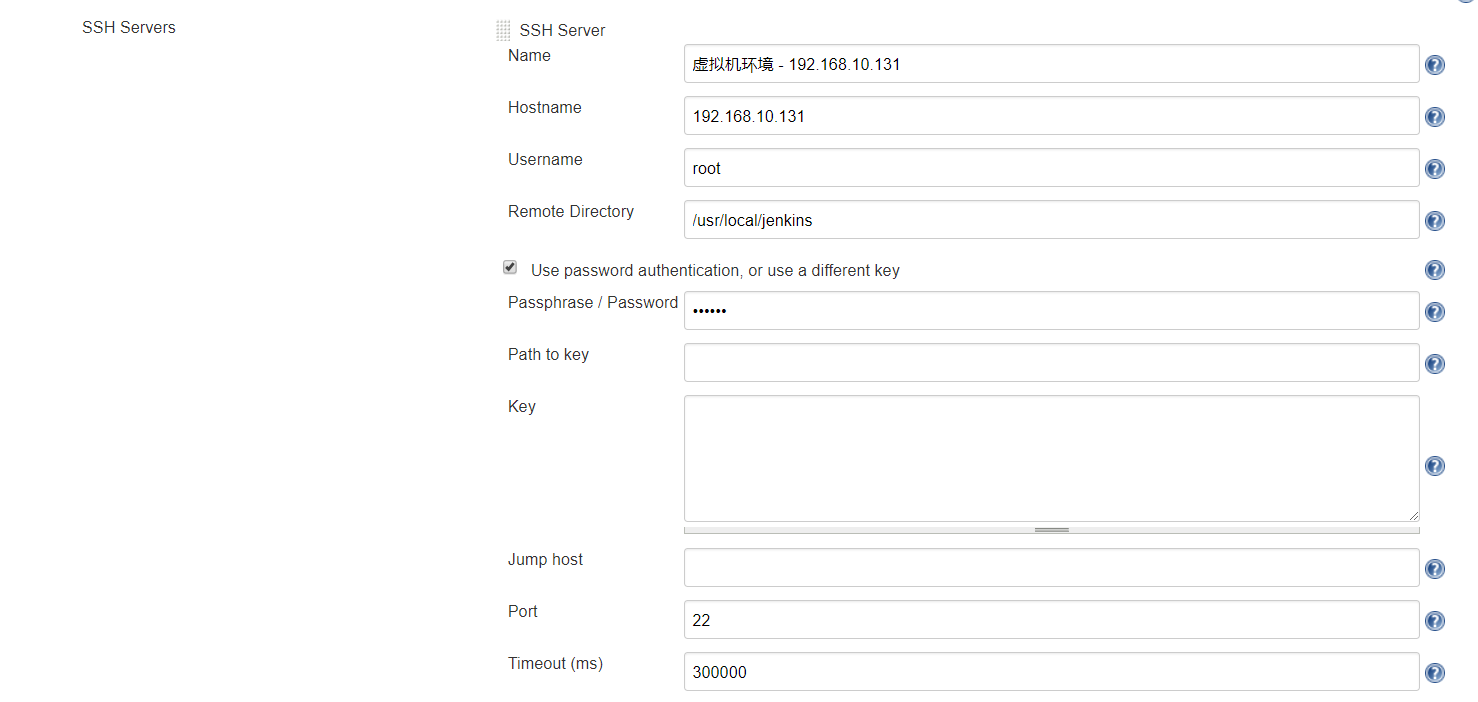 SSH Servers
SSH Server
Name
虚拟机环境 - 192.168.10.131
Hostname
192.168.10.131
Username
root
Remote Directory
/usr/local/jenkins
Use password authentication, or use a different key
Passphrase / Password
••••••
Path to key
Key
Jump host
Port
22
Timeout (ms)
300000